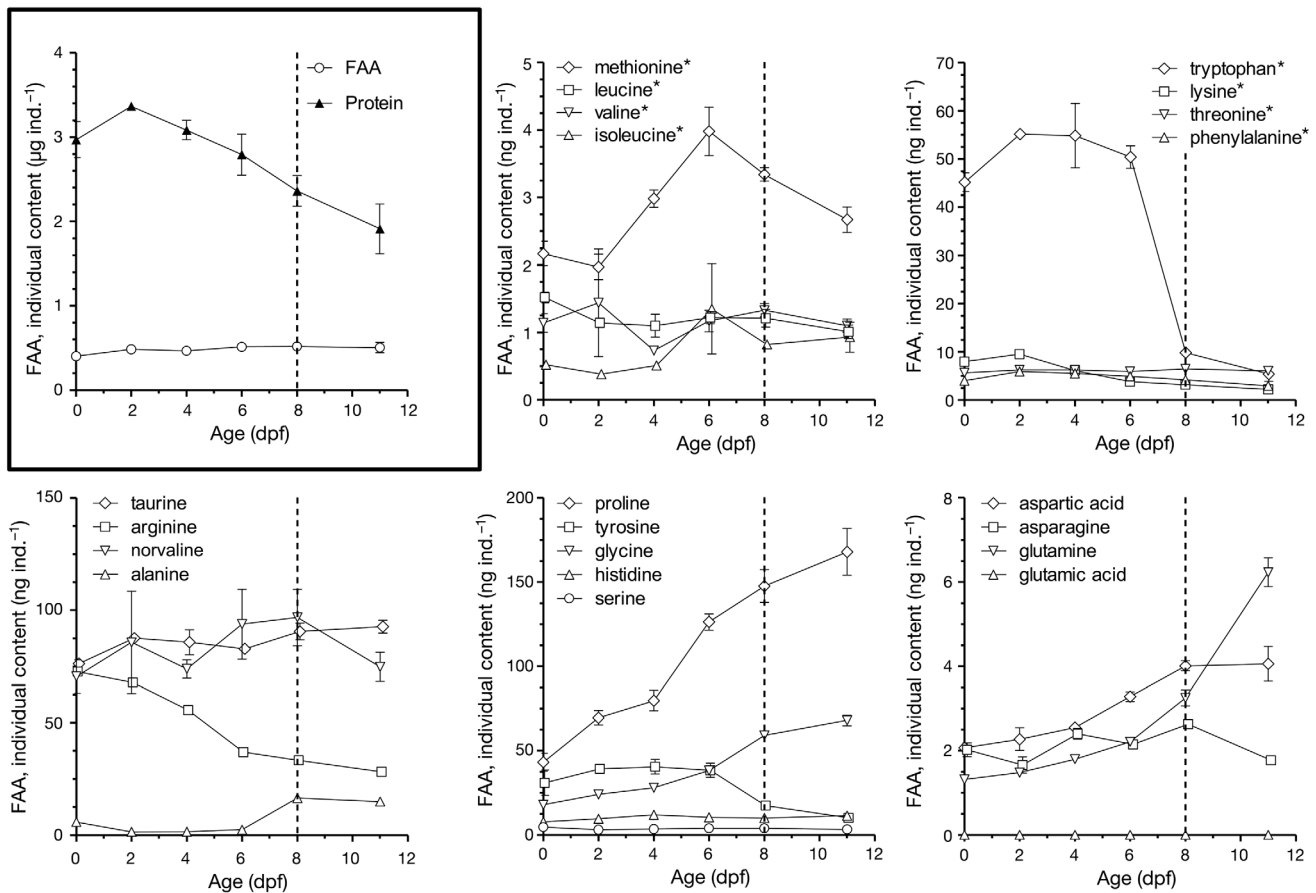 FAA, individual content (µg ind.⁻¹)
4
3
2
1
0
FAA
Protein
0 2 4 6 8 10 12
Age (dpf)
FAA, individual content (ng ind.⁻¹)
5
4
3
2
1
0
methionine*
leucine*
valine*
isoleucine*
0 2 4 6 8 10 12
Age (dpf)
FAA, individual content (ng ind.⁻¹)
70
60
50
40
30
20
10
0
tryptophan*
lysine*
threonine*
phenylalanine*
0 2 4 6 8 10 12
Age (dpf)
FAA, individual content (ng ind.⁻¹)
150
100
50
0
taurine
arginine
norvaline
alanine
0 2 4 6 8 10 12
Age (dpf)
FAA, individual content (ng ind.⁻¹)
200
150
100
50
0
proline
tyrosine
glycine
histidine
serine
0 2 4 6 8 10 12
Age (dpf)
FAA, individual content (ng ind.⁻¹)
8
6
4
2
0
aspartic acid
asparagine
glutamine
glutamic acid
0 2 4 6 8 10 12
Age (dpf)